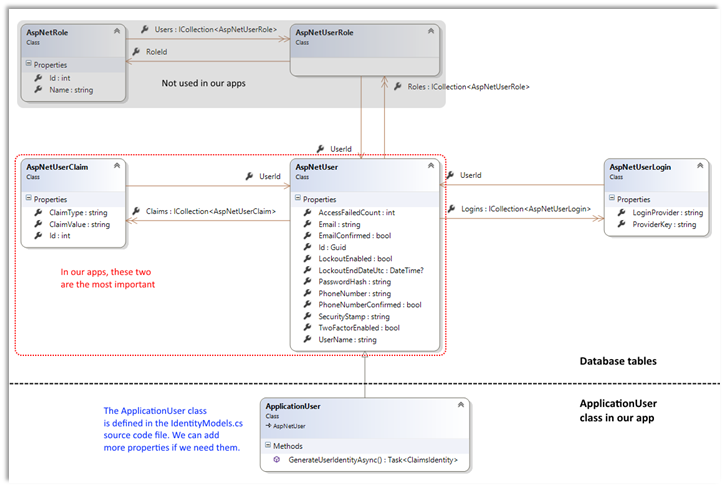 AspNetRole
Class
Properties
Id : int
Name : string
Users : ICollection<AspNetUserRole>
RoleId
Not used in our apps
AspNetUserRole
Class
Roles : ICollection<AspNetUserRole>
UserId
AspNetUserClaim
Class
Properties
ClaimType : string
ClaimValue : string
Id : int
UserId
Claims : ICollection<AspNetUserClaim>
In our apps, these two
are the most important
AspNetUser
Class
Properties
AccessFailedCount : int
Email : string
EmailConfirmed : bool
Id : Guid
LockoutEnabled : bool
LockoutEndDateUtc : DateTime?
PasswordHash : string
PhoneNumber : string
PhoneNumberConfirmed : bool
SecurityStamp : string
TwoFactorEnabled : bool
UserName : string
UserId
Logins : ICollection<AspNetUserLogin>
AspNetUserLogin
Class
Properties
LoginProvider : string
ProviderKey : string
Database tables
ApplicationUser
class in our app
The ApplicationUser class
is defined in the IdentityModels.cs
source code file. We can add
more properties if we need them.
ApplicationUser
Class
AspNetUser
Methods
GenerateUserIdentityAsync() : Task<ClaimsIdentity>